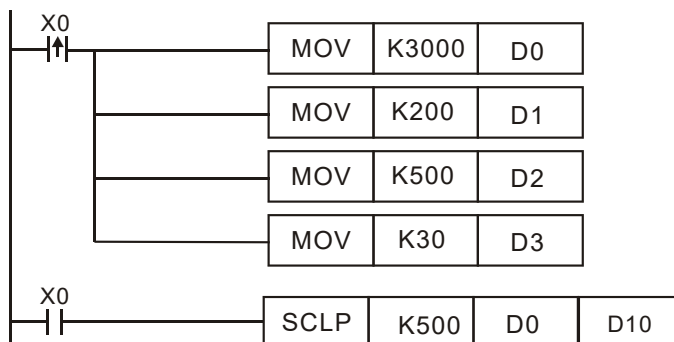 X0
MOV K3000 D0
MOV K200 D1
MOV K500 D2
MOV K30 D3
X0
SCLP K500 D0 D10